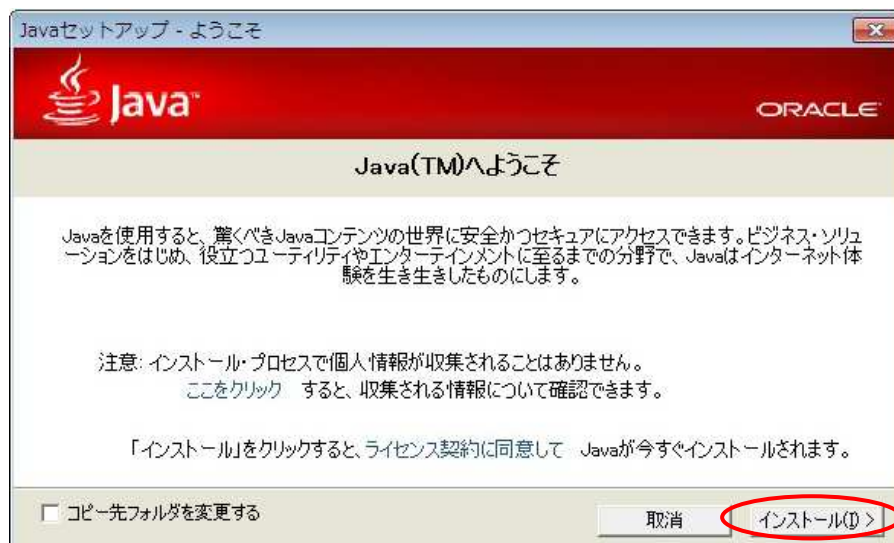 Javaセットアップ - ようこそ
Java™
ORACLE
Java(TM)へようこそ
Javaを使用すると、驚くべきJavaコンテンツの世界に安全かつセキュアにアクセスできます。ビジネス・ソリュ
ーションをはじめ、役立つユーティリティやエンターテインメントに至るまでの分野で、Javaはインターネット体
験を生き生きしたものにします。
注意: インストール・プロセスで個人情報が収集されることはありません。
ここをクリック すると、収集される情報について確認できます。
「インストール」をクリックすると、ライセンス契約に同意して Javaが今すぐインストールされます。
コピー先フォルダを変更する
取消
インストール(I) >